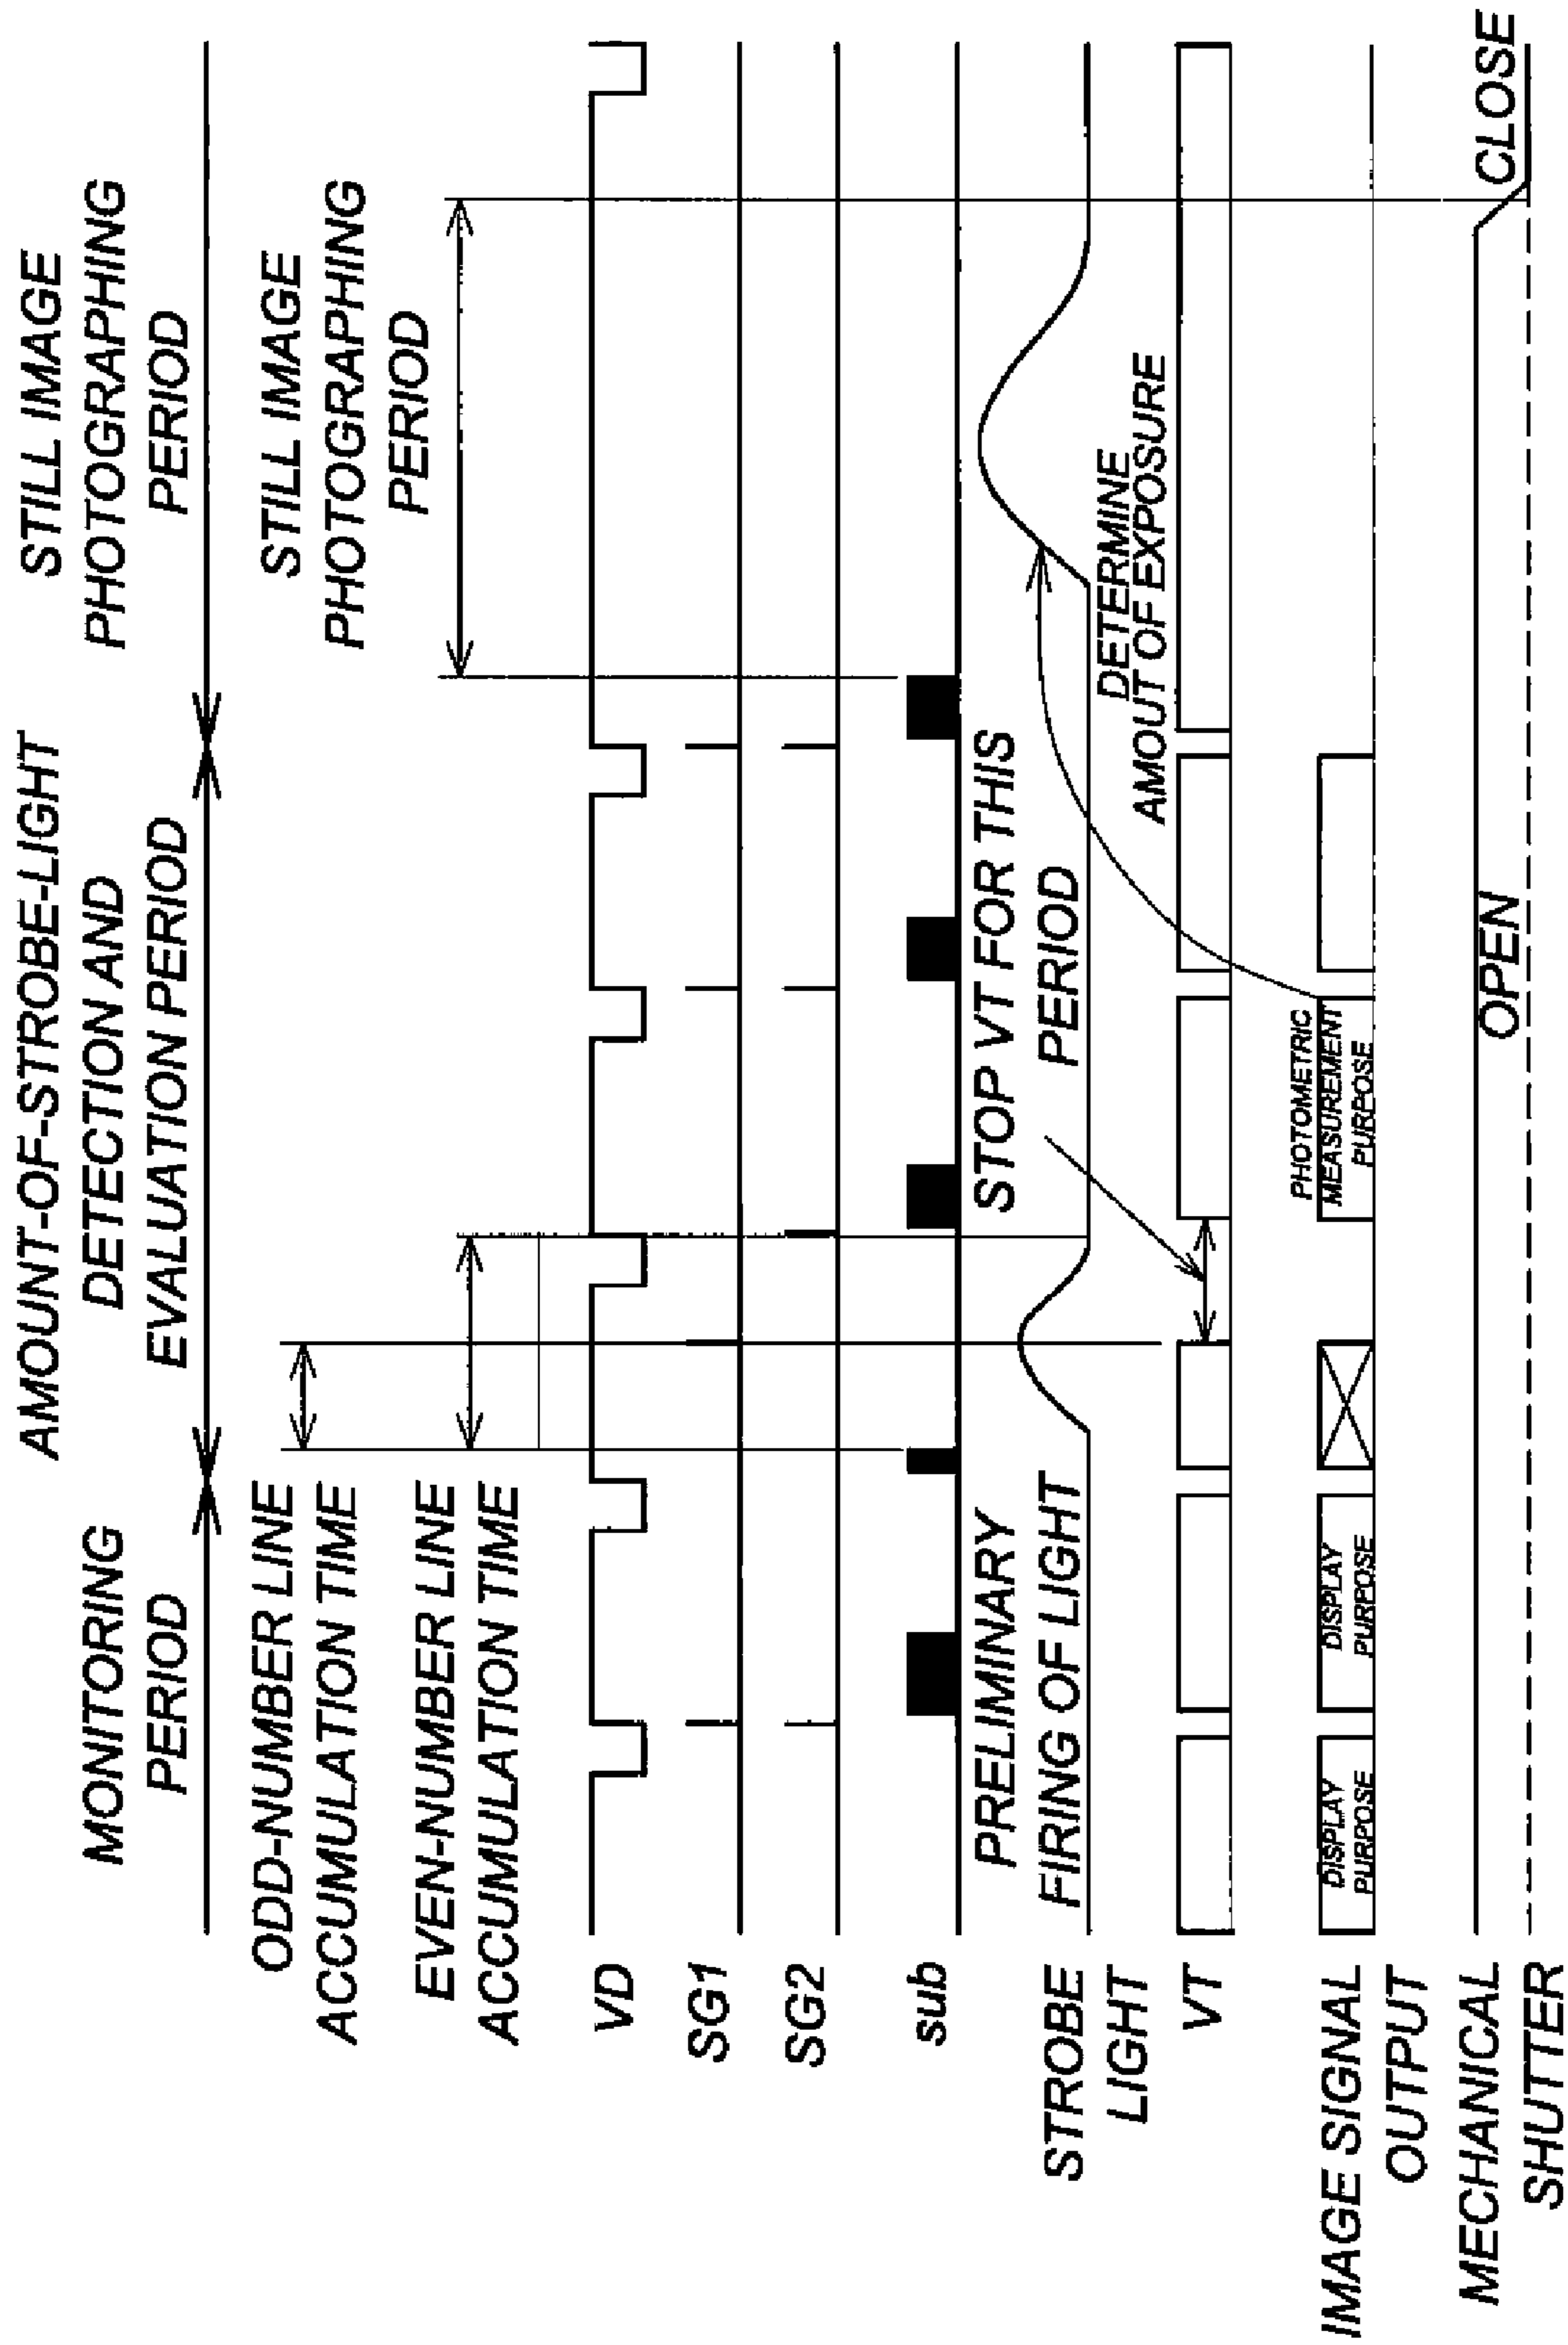 MONITORING
PERIOD
AMOUNT-OF-STROBE-LIGHT
DETECTION AND
EVALUATION PERIOD
STILL IMAGE
PHOTOGRAPHING
PERIOD
ODD-NUMBER LINE
ACCUMULATION TIME
STILL IMAGE
PHOTOGRAPHING
PERIOD
EVEN-NUMBER LINE
ACCUMULATION TIME
VD
SG1
SG2
sub
PRELIMINARY
FIRING OF LIGHT
STOP VT FOR THIS
PERIOD
STROBE
LIGHT
DETERMINE
AMOUT OF EXPOSURE
VT
IMAGE SIGNAL
OUTPUT
DISPLAY
PURPOSE
DISPLAY
PURPOSE
PHOTOMETRIC
MEASUREMENT
PURPOSE
MECHANICAL
SHUTTER
OPEN
CLOSE